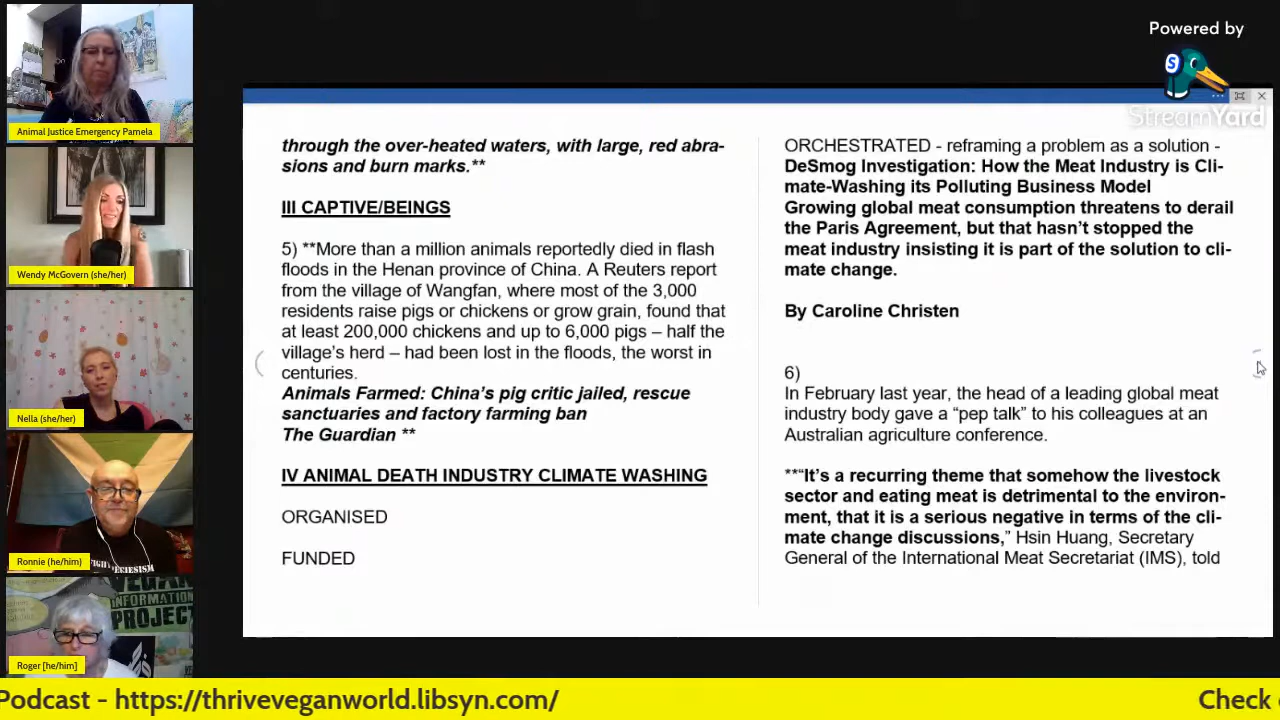 Animal Justice Emergency Pamela
Wendy McGovern (she/her)
Nella (she/her)
Ronnie (he/him)
VEGAN
INFORMATION
PROJECT
Roger [he/him]
through the over-heated waters, with large, red abra-
sions and burn marks.**
III CAPTIVE/BEINGS
5) **More than a million animals reportedly died in flash
floods in the Henan province of China. A Reuters report
from the village of Wangfan, where most of the 3,000
residents raise pigs or chickens or grow grain, found that
at least 200,000 chickens and up to 6,000 pigs – half the
village’s herd – had been lost in the floods, the worst in
centuries.
Animals Farmed: China’s pig critic jailed, rescue
sanctuaries and factory farming ban
The Guardian **
IV ANIMAL DEATH INDUSTRY CLIMATE WASHING
ORGANISED
FUNDED
ORCHESTRATED - reframing a problem as a solution -
DeSmog Investigation: How the Meat Industry is Cli-
mate-Washing its Polluting Business Model
Growing global meat consumption threatens to derail
the Paris Agreement, but that hasn’t stopped the
meat industry insisting it is part of the solution to cli-
mate change.
By Caroline Christen
6)
In February last year, the head of a leading global meat
industry body gave a “pep talk” to his colleagues at an
Australian agriculture conference.
**“It’s a recurring theme that somehow the livestock
sector and eating meat is detrimental to the environ-
ment, that it is a serious negative in terms of the cli-
mate change discussions,” Hsin Huang, Secretary
General of the International Meat Secretariat (IMS), told
Powered by
S
StreamYard
Podcast - https://thriveveganworld.libsyn.com/
Check